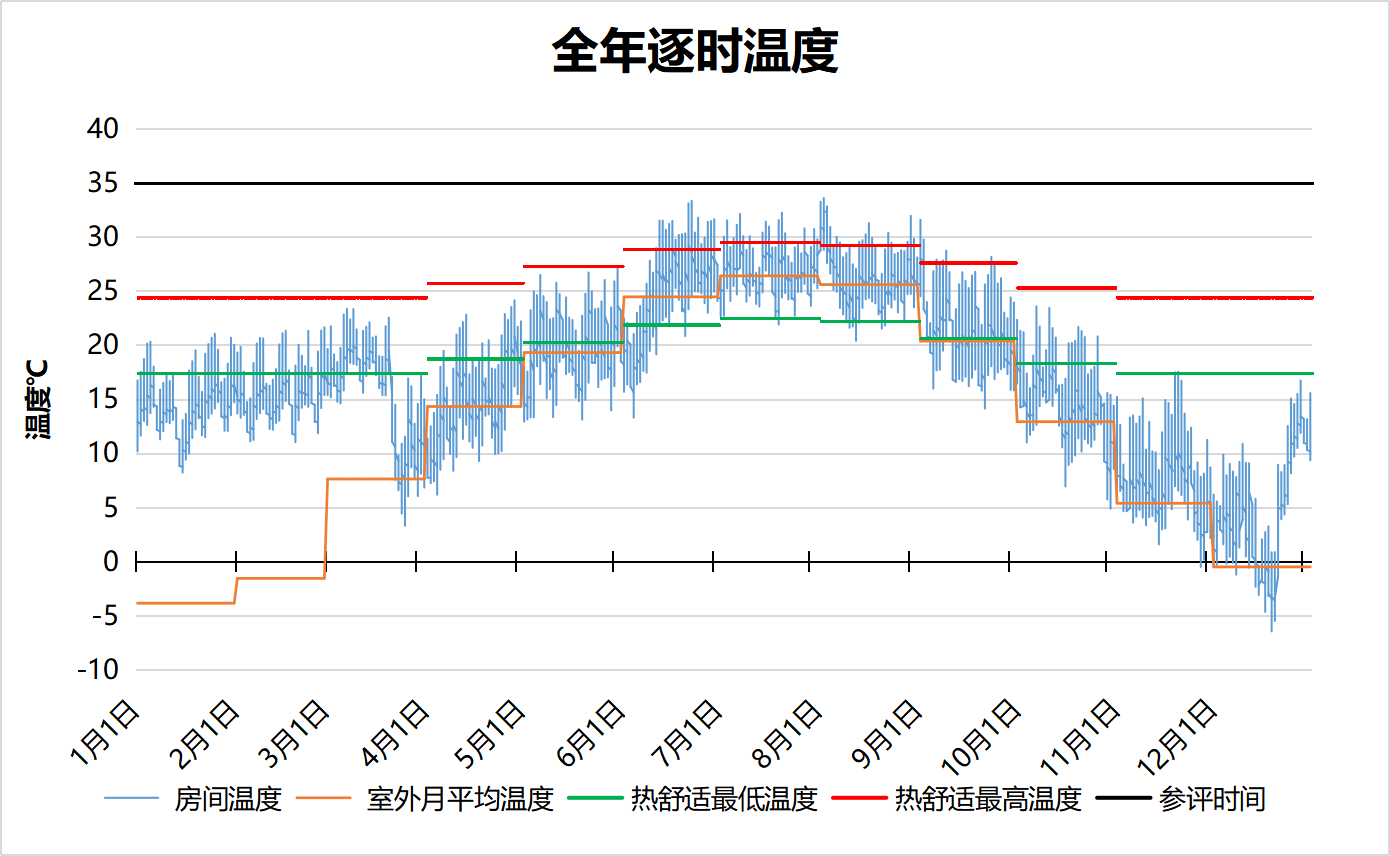 全年逐时温度
40
35
30
25
20
15
10
5
0
-5
-10
温度℃
1月1日
2月1日
3月1日
4月1日
5月1日
6月1日
7月1日
8月1日
9月1日
10月1日
11月1日
12月1日
房间温度 室外月平均温度 热舒适最低温度 热舒适最高温度 参评时间